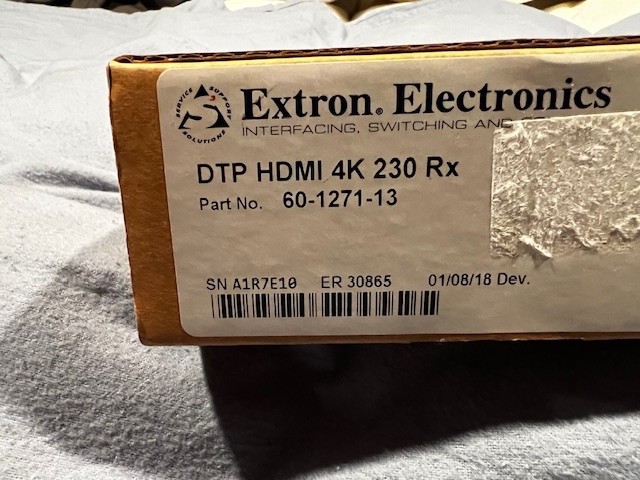 SERVICE SUPPORT SOLUTIONS
S3
Extron® Electronics
INTERFACING, SWITCHING AND
DTP HDMI 4K 230 Rx
Part No. 60-1271-13
SN A1R7E10 ER 30865 01/08/18 Dev.